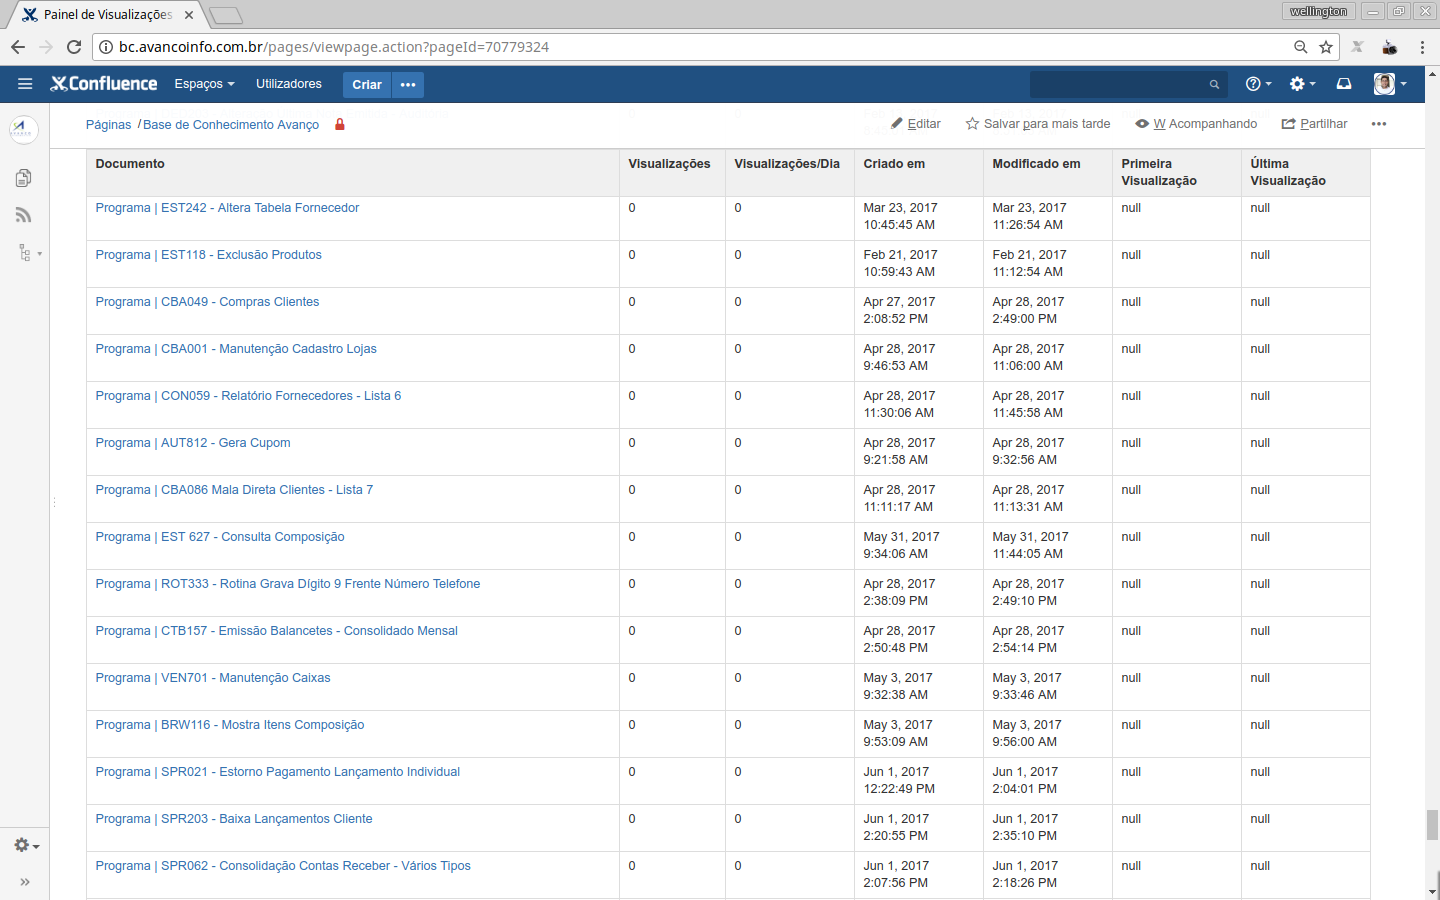 Painel de Visualizações
wellington
bc.avancoinfo.com.br/pages/viewpage.action?pageId=70779324
Confluence Espaços Utilizadores Criar
Páginas / Base de Conhecimento Avanço Editar Salvar para mais tarde W Acompanhando Partilhar
Documento Visualizações Visualizações/Dia Criado em Modificado em Primeira Visualização Última Visualização
Programa | EST242 - Altera Tabela Fornecedor 0 0 Mar 23, 2017 10:45:45 AM Mar 23, 2017 11:26:54 AM null null
Programa | EST118 - Exclusão Produtos 0 0 Feb 21, 2017 10:59:43 AM Feb 21, 2017 11:12:54 AM null null
Programa | CBA049 - Compras Clientes 0 0 Apr 27, 2017 2:08:52 PM Apr 28, 2017 2:49:00 PM null null
Programa | CBA001 - Manutenção Cadastro Lojas 0 0 Apr 28, 2017 9:46:53 AM Apr 28, 2017 11:06:00 AM null null
Programa | CON059 - Relatório Fornecedores - Lista 6 0 0 Apr 28, 2017 11:30:06 AM Apr 28, 2017 11:45:58 AM null null
Programa | AUT812 - Gera Cupom 0 0 Apr 28, 2017 9:21:58 AM Apr 28, 2017 9:32:56 AM null null
Programa | CBA086 Mala Direta Clientes - Lista 7 0 0 Apr 28, 2017 11:11:17 AM Apr 28, 2017 11:13:31 AM null null
Programa | EST 627 - Consulta Composição 0 0 May 31, 2017 9:34:06 AM May 31, 2017 11:44:05 AM null null
Programa | ROT333 - Rotina Grava Dígito 9 Frente Número Telefone 0 0 Apr 28, 2017 2:38:09 PM Apr 28, 2017 2:49:10 PM null null
Programa | CTB157 - Emissão Balancetes - Consolidado Mensal 0 0 Apr 28, 2017 2:50:48 PM Apr 28, 2017 2:54:14 PM null null
Programa | VEN701 - Manutenção Caixas 0 0 May 3, 2017 9:32:38 AM May 3, 2017 9:33:46 AM null null
Programa | BRW116 - Mostra Itens Composição 0 0 May 3, 2017 9:53:09 AM May 3, 2017 9:56:00 AM null null
Programa | SPR021 - Estorno Pagamento Lançamento Individual 0 0 Jun 1, 2017 12:22:49 PM Jun 1, 2017 2:04:01 PM null null
Programa | SPR203 - Baixa Lançamentos Cliente 0 0 Jun 1, 2017 2:20:55 PM Jun 1, 2017 2:35:10 PM null null
Programa | SPR062 - Consolidação Contas Receber - Vários Tipos 0 0 Jun 1, 2017 2:07:56 PM Jun 1, 2017 2:18:26 PM null null